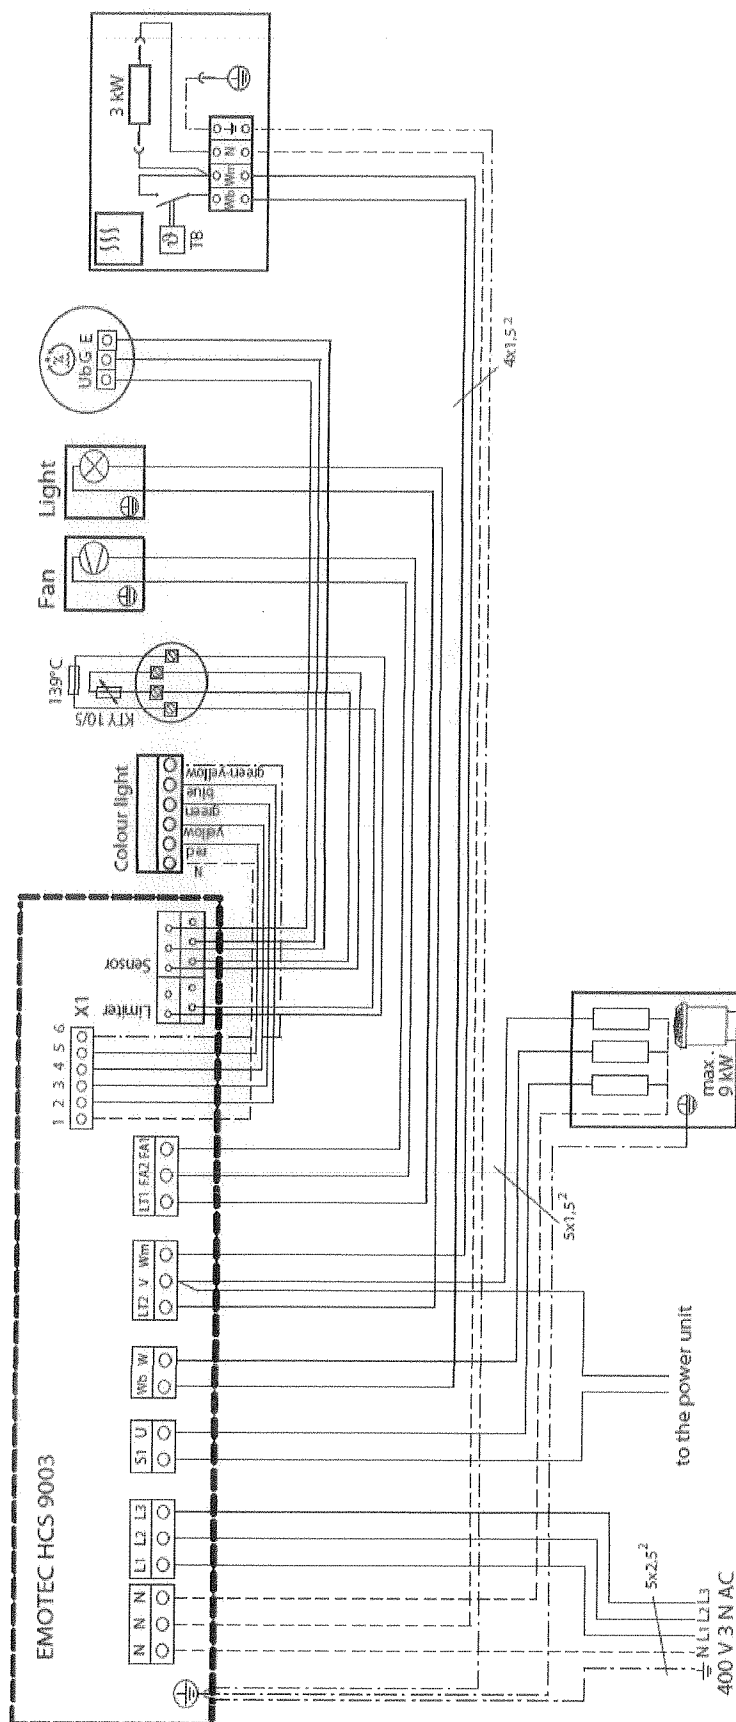 EMOTEC HCS 9003
N N N
L1 L2 L3
S1 U
Wb W
LT2 V Wm
LT1 FA2 FA1
1 2 3 4 5 6
X1
Limiter
Sensor
Colour light
N
red
yellow
green
blue
green-yellow
139°C
KTY 10/5
Fan
Light
Ub G E
%
3 kW
ϑ
TB
Wb Wm N
4x1,5²
5x1,5²
max.
9 kW
to the power unit
5x2,5²
N L1 L2 L3
400 V 3 N AC